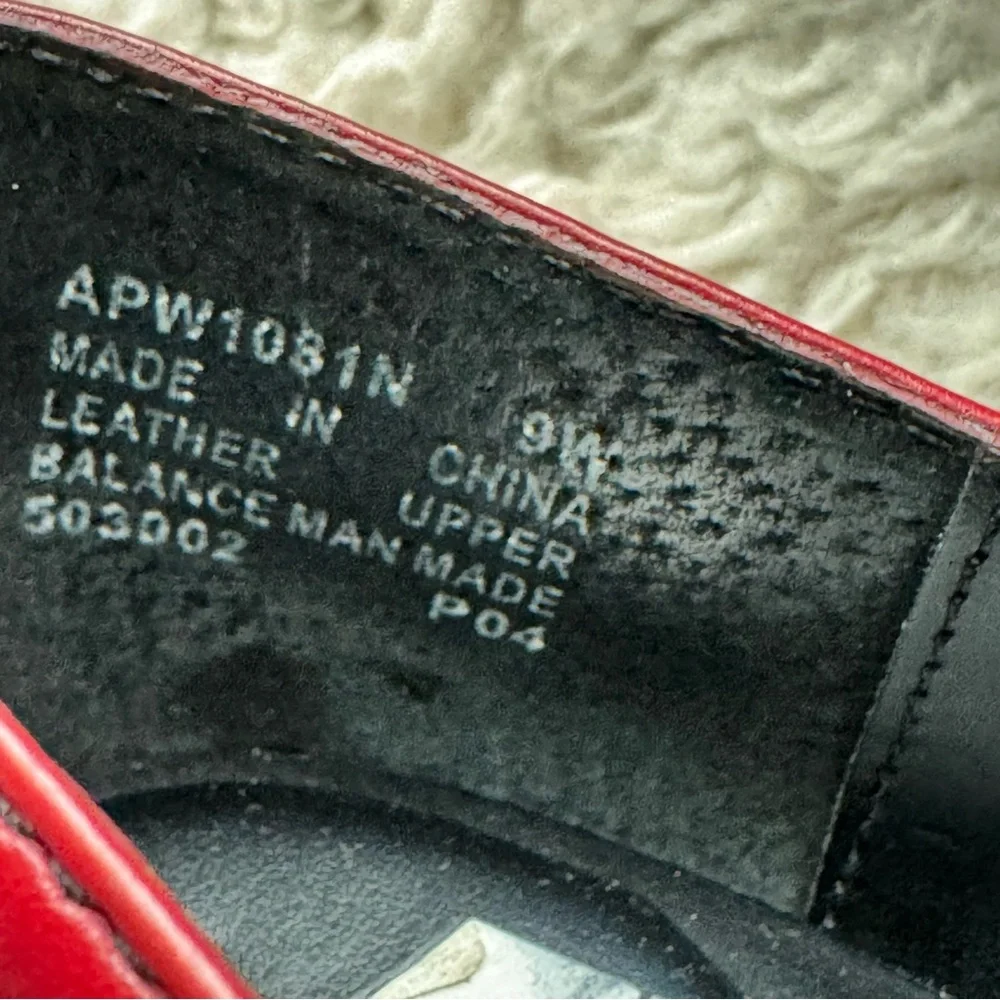 APW1081N 9W
MADE IN CHINA
LEATHER UPPER
BALANCE MAN MADE
503002 P04